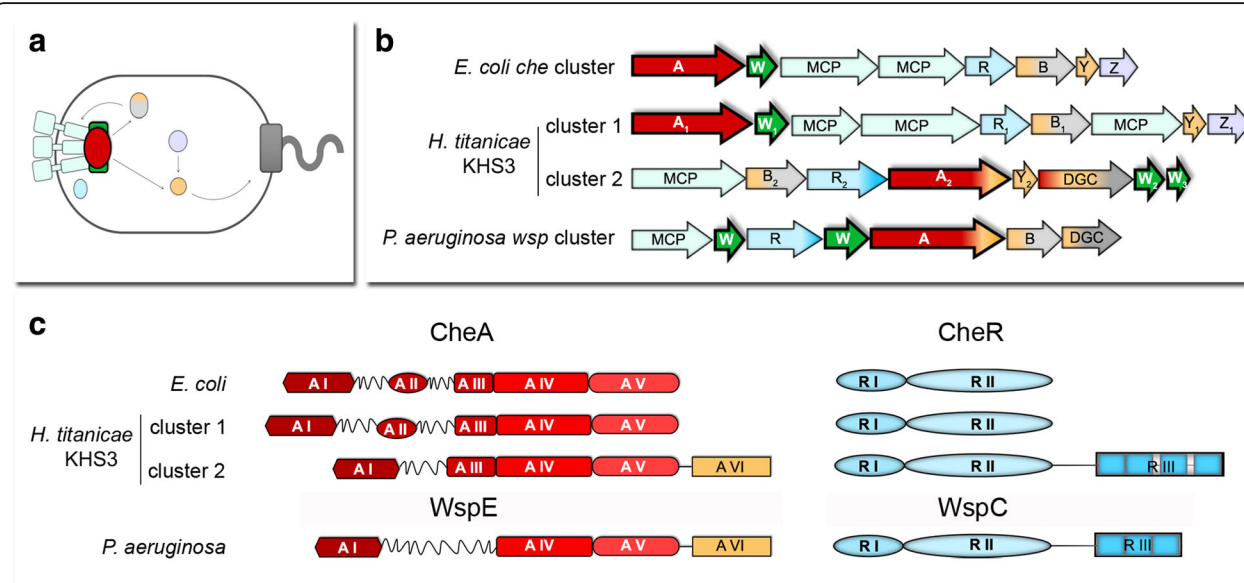 a
b
E. coli che cluster
A W MCP MCP R B Y Z
H. titanicae KHS3
cluster 1
A1 W1 MCP MCP R1 B1 MCP Y1 Z1
cluster 2
MCP B2 R2 A2 Y2 DGC W2 W3
P. aeruginosa wsp cluster
MCP W R W A B DGC
c
CheA CheR
E. coli
A I A II A III A IV A V R I R II
H. titanicae KHS3
cluster 1
A I A II A III A IV A V R I R II
cluster 2
A I A III A IV A V A VI R I R II R III
WspE WspC
P. aeruginosa
A I A IV A V A VI R I R II R III